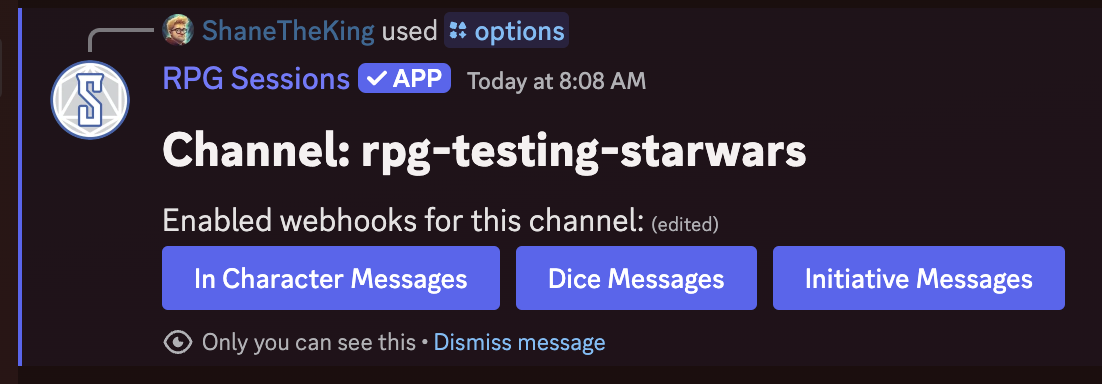 ShaneTheKing used options
RPG Sessions ✓ APP Today at 8:08 AM
Channel: rpg-testing-starwars
Enabled webhooks for this channel: (edited)
In Character Messages Dice Messages Initiative Messages
Only you can see this • Dismiss message